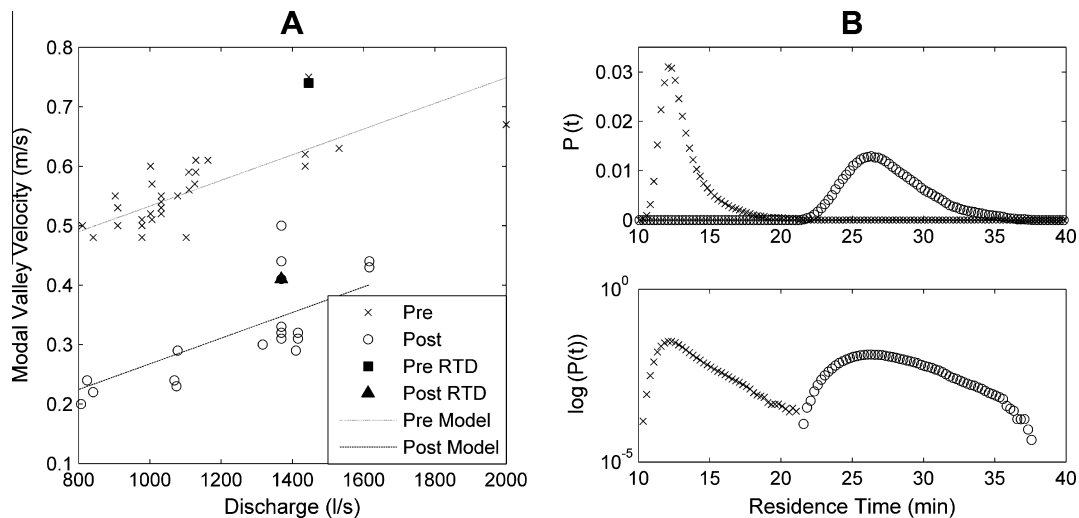 A
Modal Valley Velocity (m/s)
0.8
0.7
0.6
0.5
0.4
0.3
0.2
0.1
800 1000 1200 1400 1600 1800 2000
Discharge (l/s)
Pre
Post
Pre RTD
Post RTD
Pre Model
Post Model
B
P(t)
0.03
0.02
0.01
0
10 15 20 25 30 35 40
log(P(t))
10^0
10^-5
10 15 20 25 30 35 40
Residence Time (min)